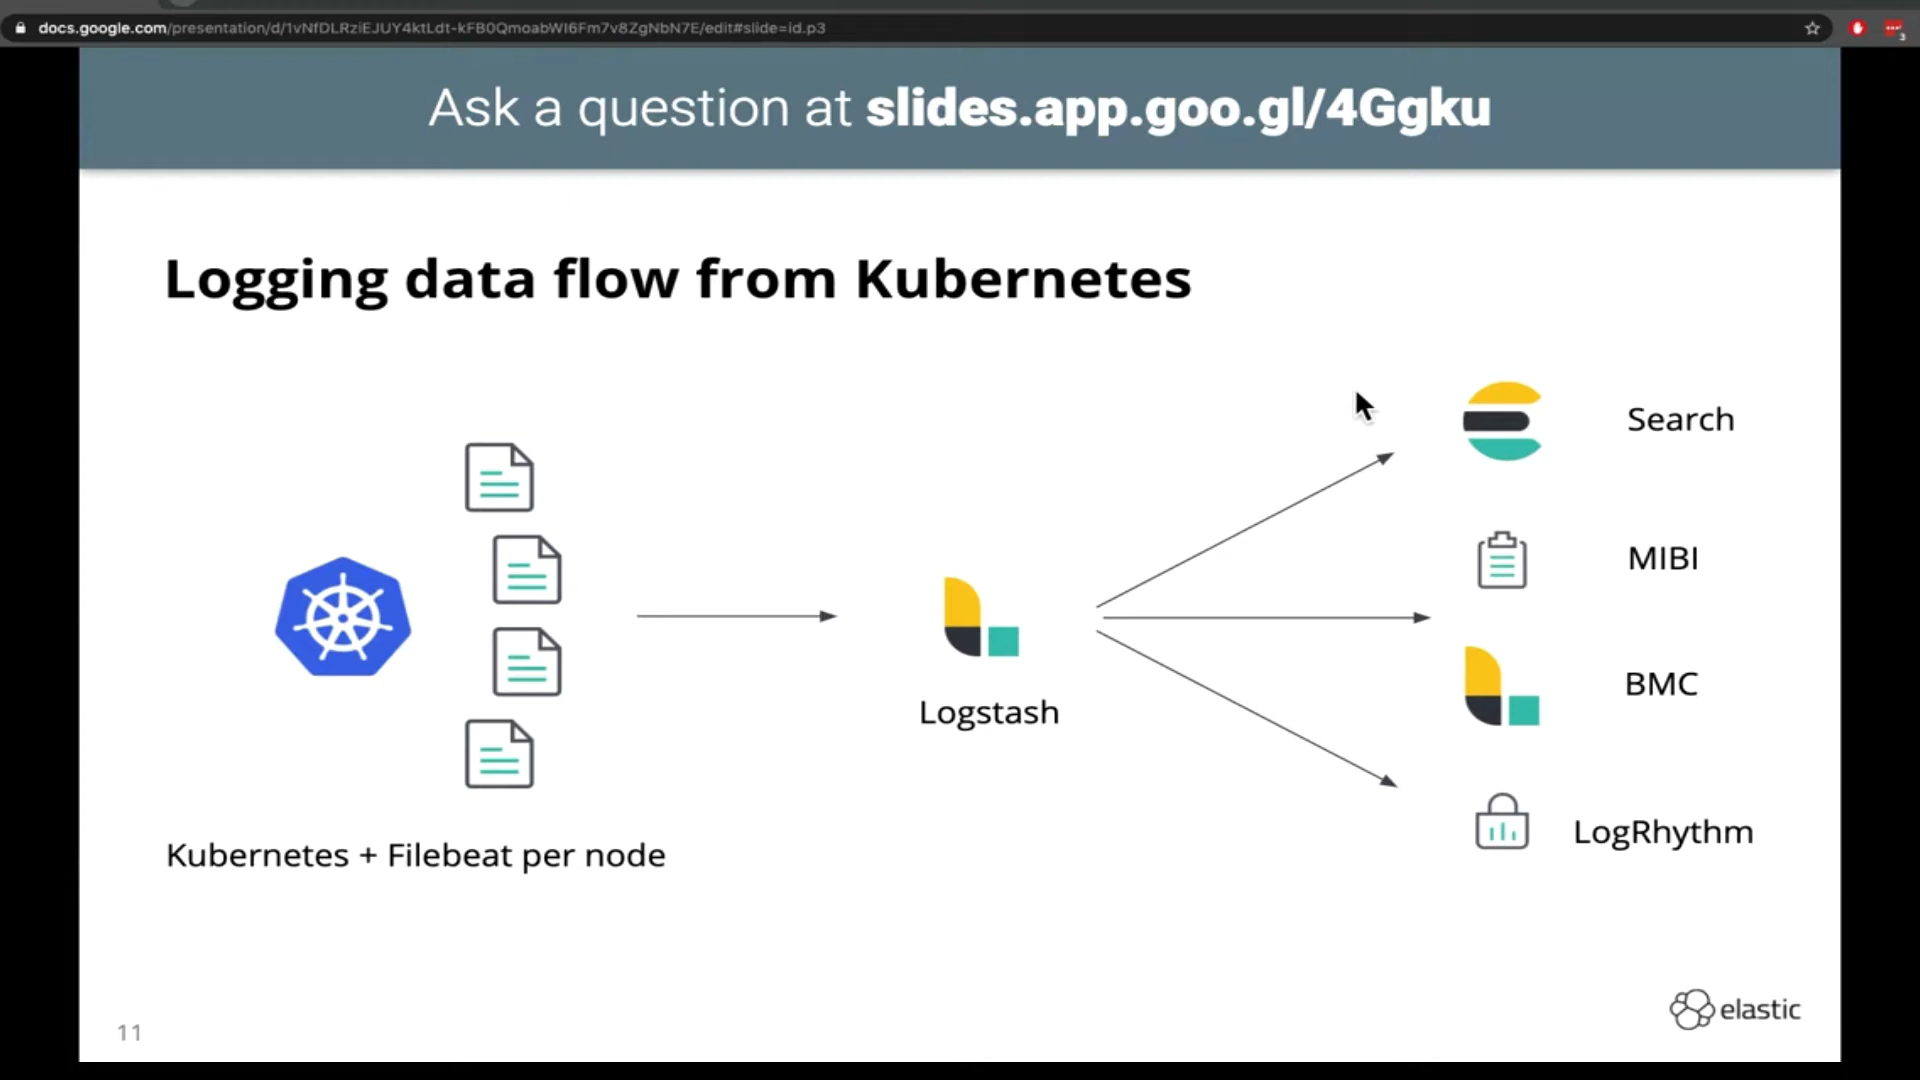 docs.google.com/presentation/d/1vNfDLRziEJUY4ktLdt-kFB0QmoabWI6Fm7v8ZgNbN7E/edit#slide=id.p3
3
Ask a question at slides.app.goo.gl/4Ggku
Logging data flow from Kubernetes
Search
MIBI
BMC
Logstash
LogRhythm
Kubernetes + Filebeat per node
elastic
11